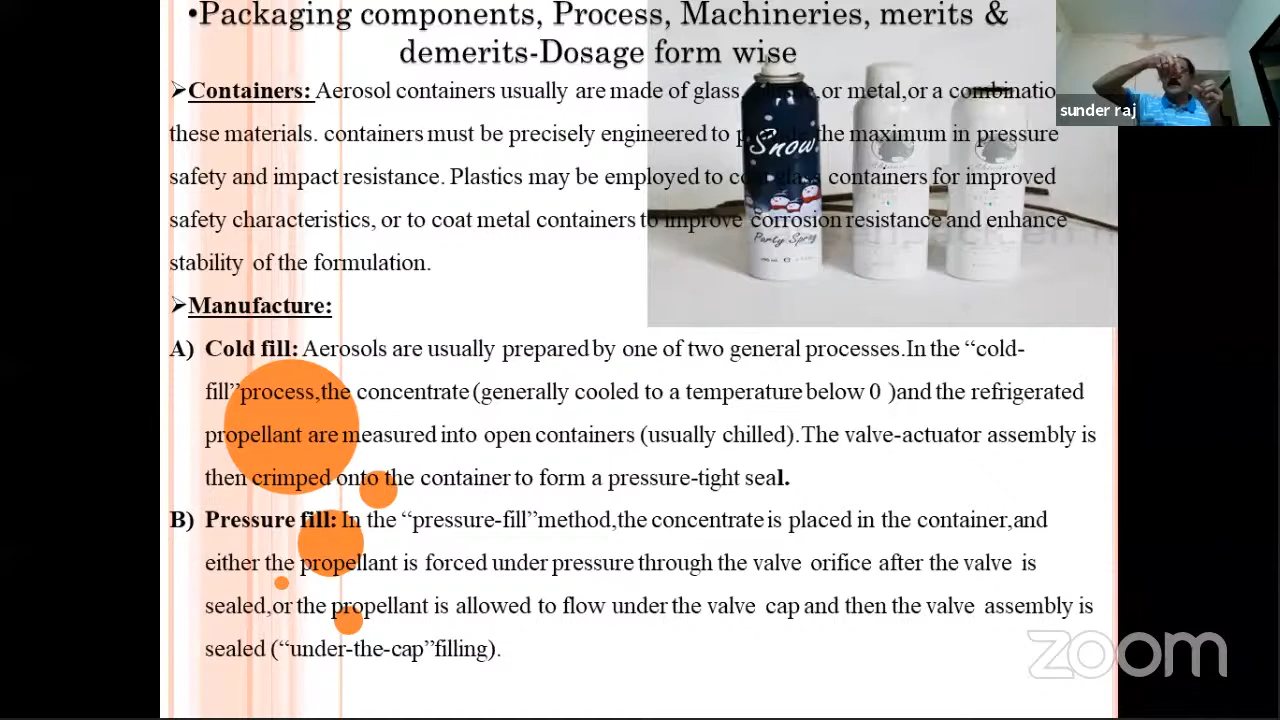 •Packaging components, Process, Machineries, merits &
demerits-Dosage form wise
➤Containers: Aerosol containers usually are made of glass, or metal,or a combinatio
these materials. containers must be precisely engineered to provide the maximum in pressure
safety and impact resistance. Plastics may be employed to coat glass containers for improved
safety characteristics, or to coat metal containers to improve corrosion resistance and enhance
stability of the formulation.
➤Manufacture:
A) Cold fill: Aerosols are usually prepared by one of two general processes.In the “cold-
fill”process,the concentrate (generally cooled to a temperature below 0 )and the refrigerated
propellant are measured into open containers (usually chilled).The valve-actuator assembly is
then crimped onto the container to form a pressure-tight seal.
B) Pressure fill: In the “pressure-fill”method,the concentrate is placed in the container,and
either the propellant is forced under pressure through the valve orifice after the valve is
sealed,or the propellant is allowed to flow under the valve cap and then the valve assembly is
sealed (“under-the-cap”filling).
Snow
Party Spray
sunder raj
zoom